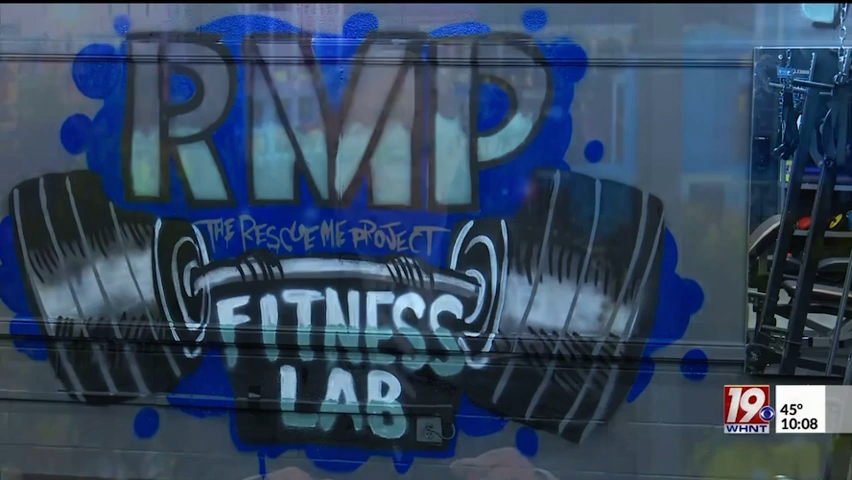 RMP
THE RESCUE ME PROJECT
FITNESS
LAB
19
WHNT
45°
10:08